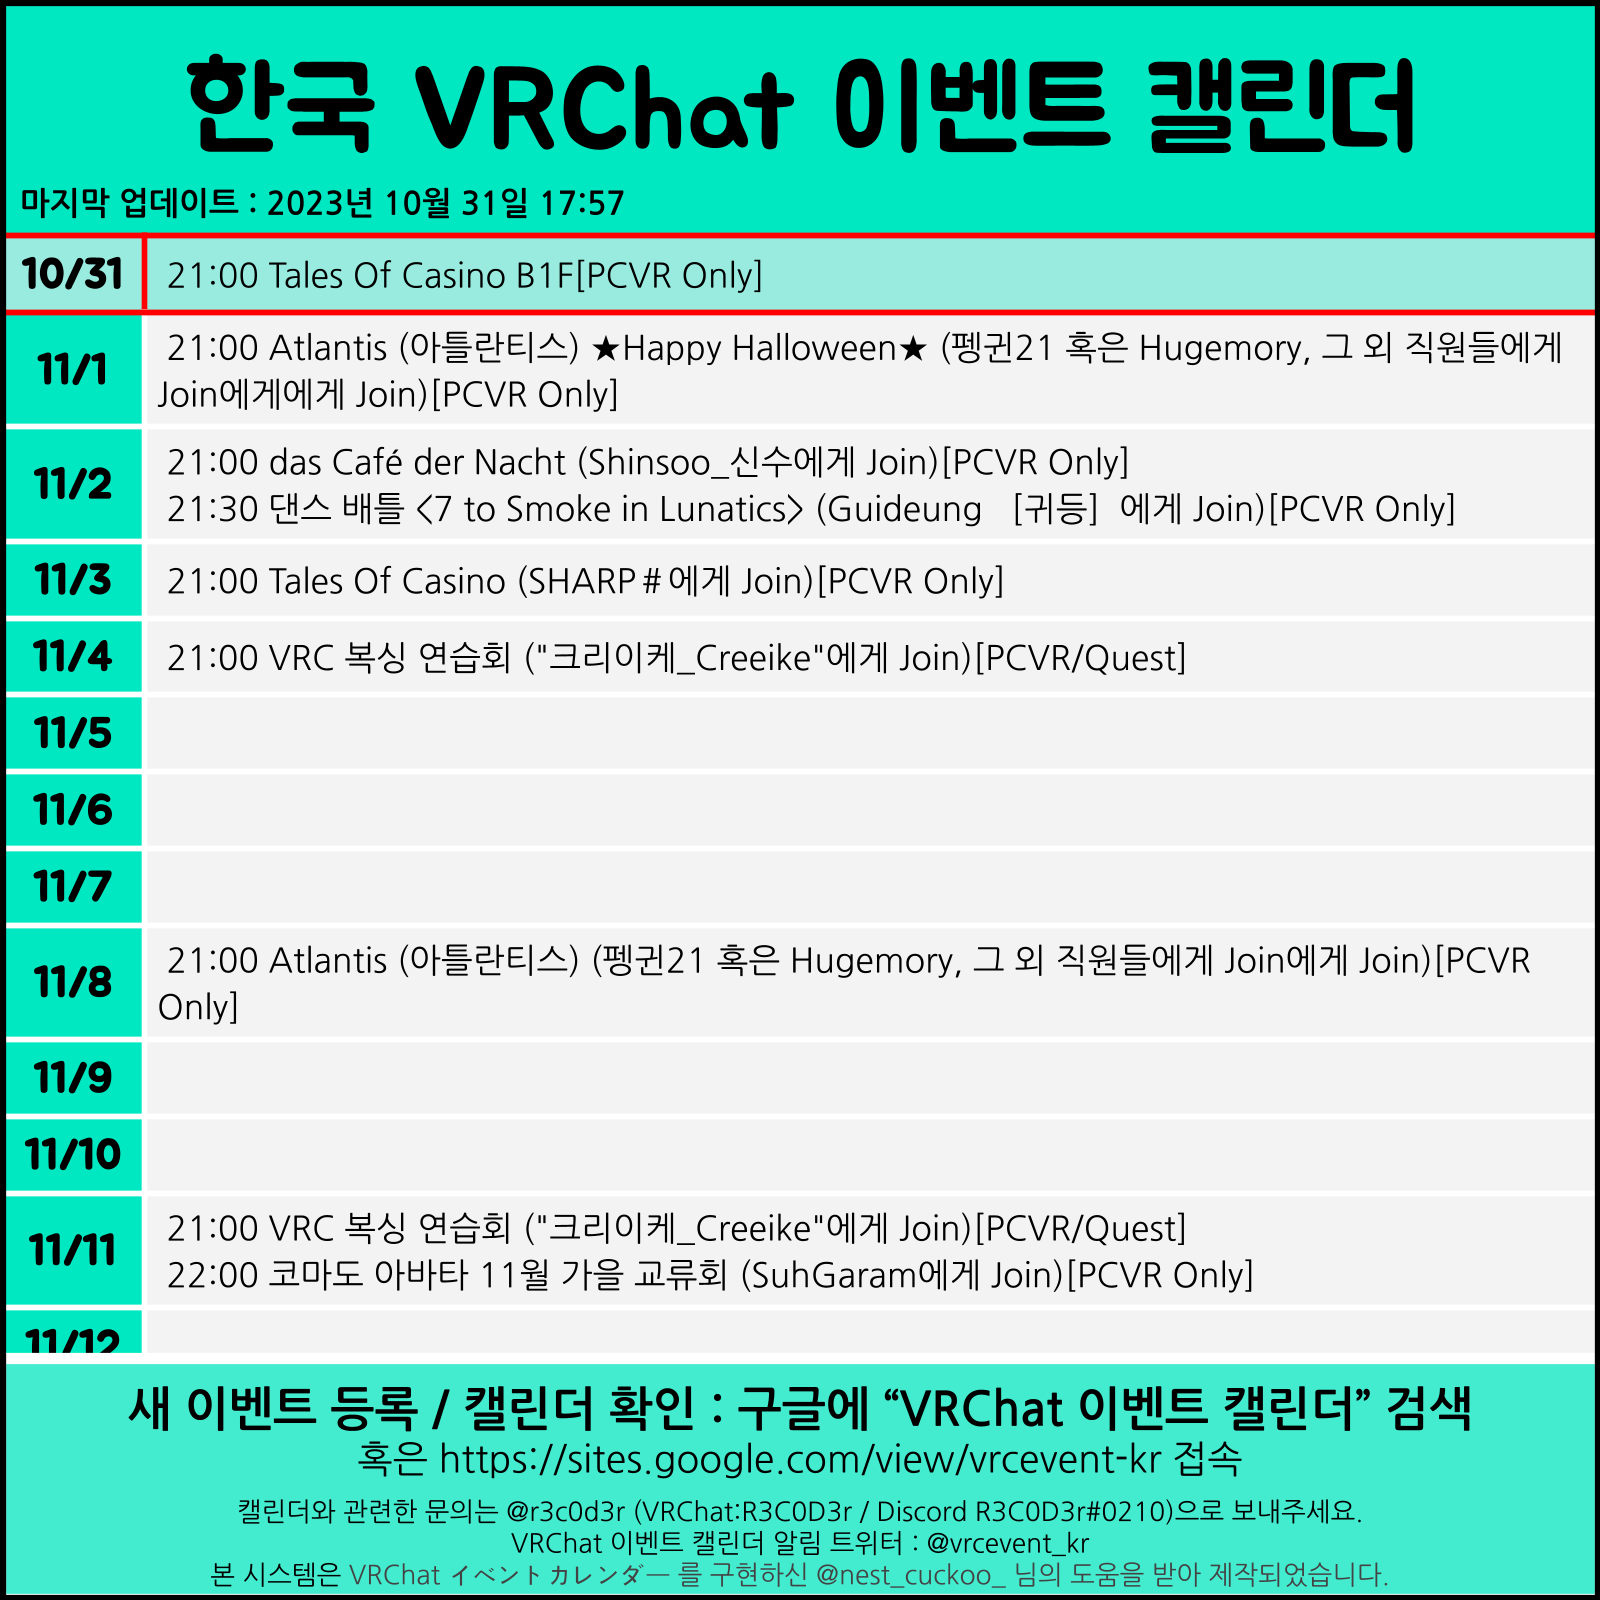 한국 VRChat 이벤트 캘린더
마지막 업데이트 : 2023년 10월 31일 17:57
10/31 21:00 Tales Of Casino B1F[PCVR Only]
11/1 21:00 Atlantis (아틀란티스) ★Happy Halloween★ (펭귄21 혹은 Hugemory, 그 외 직원들에게
Join에게에게 Join)[PCVR Only]
11/2 21:00 das Café der Nacht (Shinsoo_신수에게 Join)[PCVR Only]
21:30 댄스 배틀 <7 to Smoke in Lunatics> (Guideung [귀등] 에게 Join)[PCVR Only]
11/3 21:00 Tales Of Casino (SHARP＃에게 Join)[PCVR Only]
11/4 21:00 VRC 복싱 연습회 ("크리이케_Creeike"에게 Join)[PCVR/Quest]
11/5
11/6
11/7
11/8 21:00 Atlantis (아틀란티스) (펭귄21 혹은 Hugemory, 그 외 직원들에게 Join에게 Join)[PCVR
Only]
11/9
11/10
11/11 21:00 VRC 복싱 연습회 ("크리이케_Creeike"에게 Join)[PCVR/Quest]
22:00 코마도 아바타 11월 가을 교류회 (SuhGaram에게 Join)[PCVR Only]
11/12
새 이벤트 등록 / 캘린더 확인 : 구글에 “VRChat 이벤트 캘린더” 검색
혹은 https://sites.google.com/view/vrcevent-kr 접속
캘린더와 관련한 문의는 @r3c0d3r (VRChat:R3C0D3r / Discord R3C0D3r#0210)으로 보내주세요.
VRChat 이벤트 캘린더 알림 트위터 : @vrcevent_kr
본 시스템은 VRChat イベントカレンダー 를 구현하신 @nest_cuckoo_ 님의 도움을 받아 제작되었습니다.